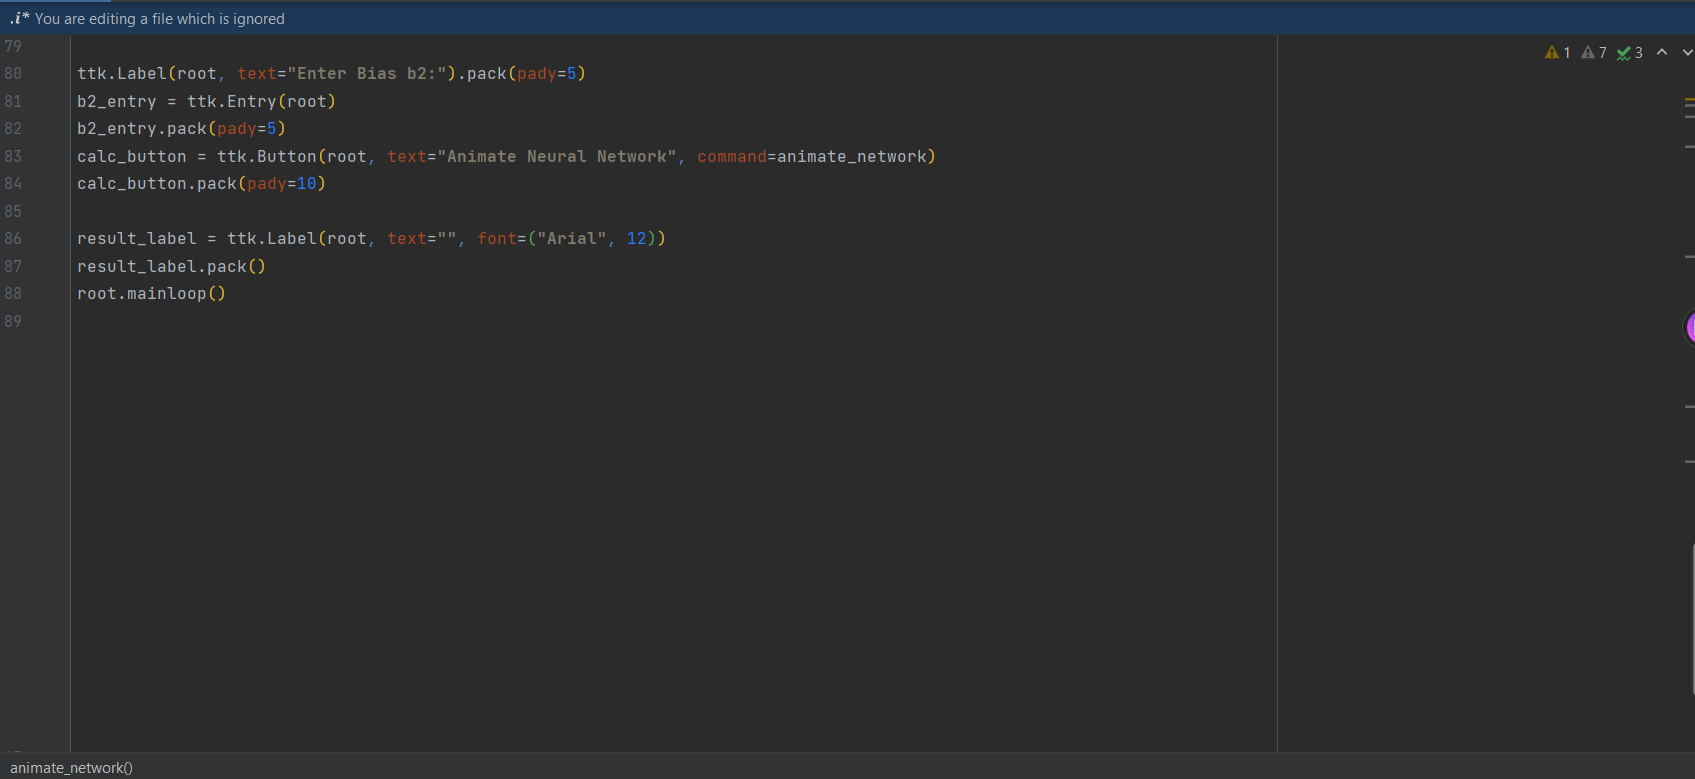 .i* You are editing a file which is ignored
1 7 3
79
80 ttk.Label(root, text="Enter Bias b2:").pack(pady=5)
81 b2_entry = ttk.Entry(root)
82 b2_entry.pack(pady=5)
83 calc_button = ttk.Button(root, text="Animate Neural Network", command=animate_network)
84 calc_button.pack(pady=10)
85
86 result_label = ttk.Label(root, text="", font=("Arial", 12))
87 result_label.pack()
88 root.mainloop()
89
animate_network()